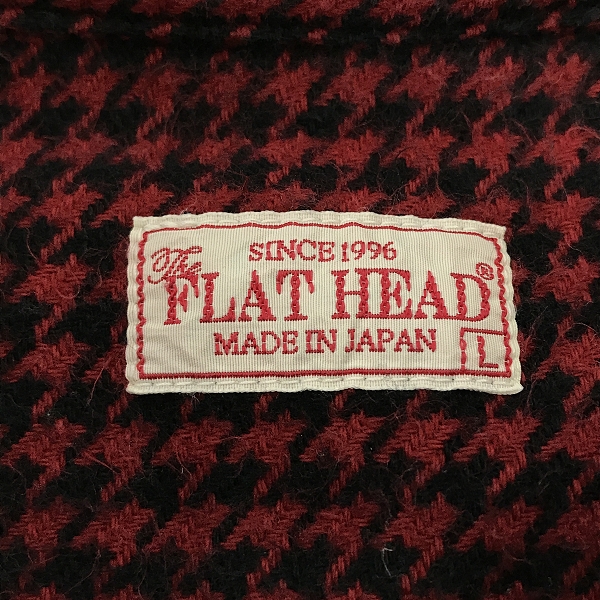 SINCE 1996
The FLAT HEAD®
MADE IN JAPAN
L